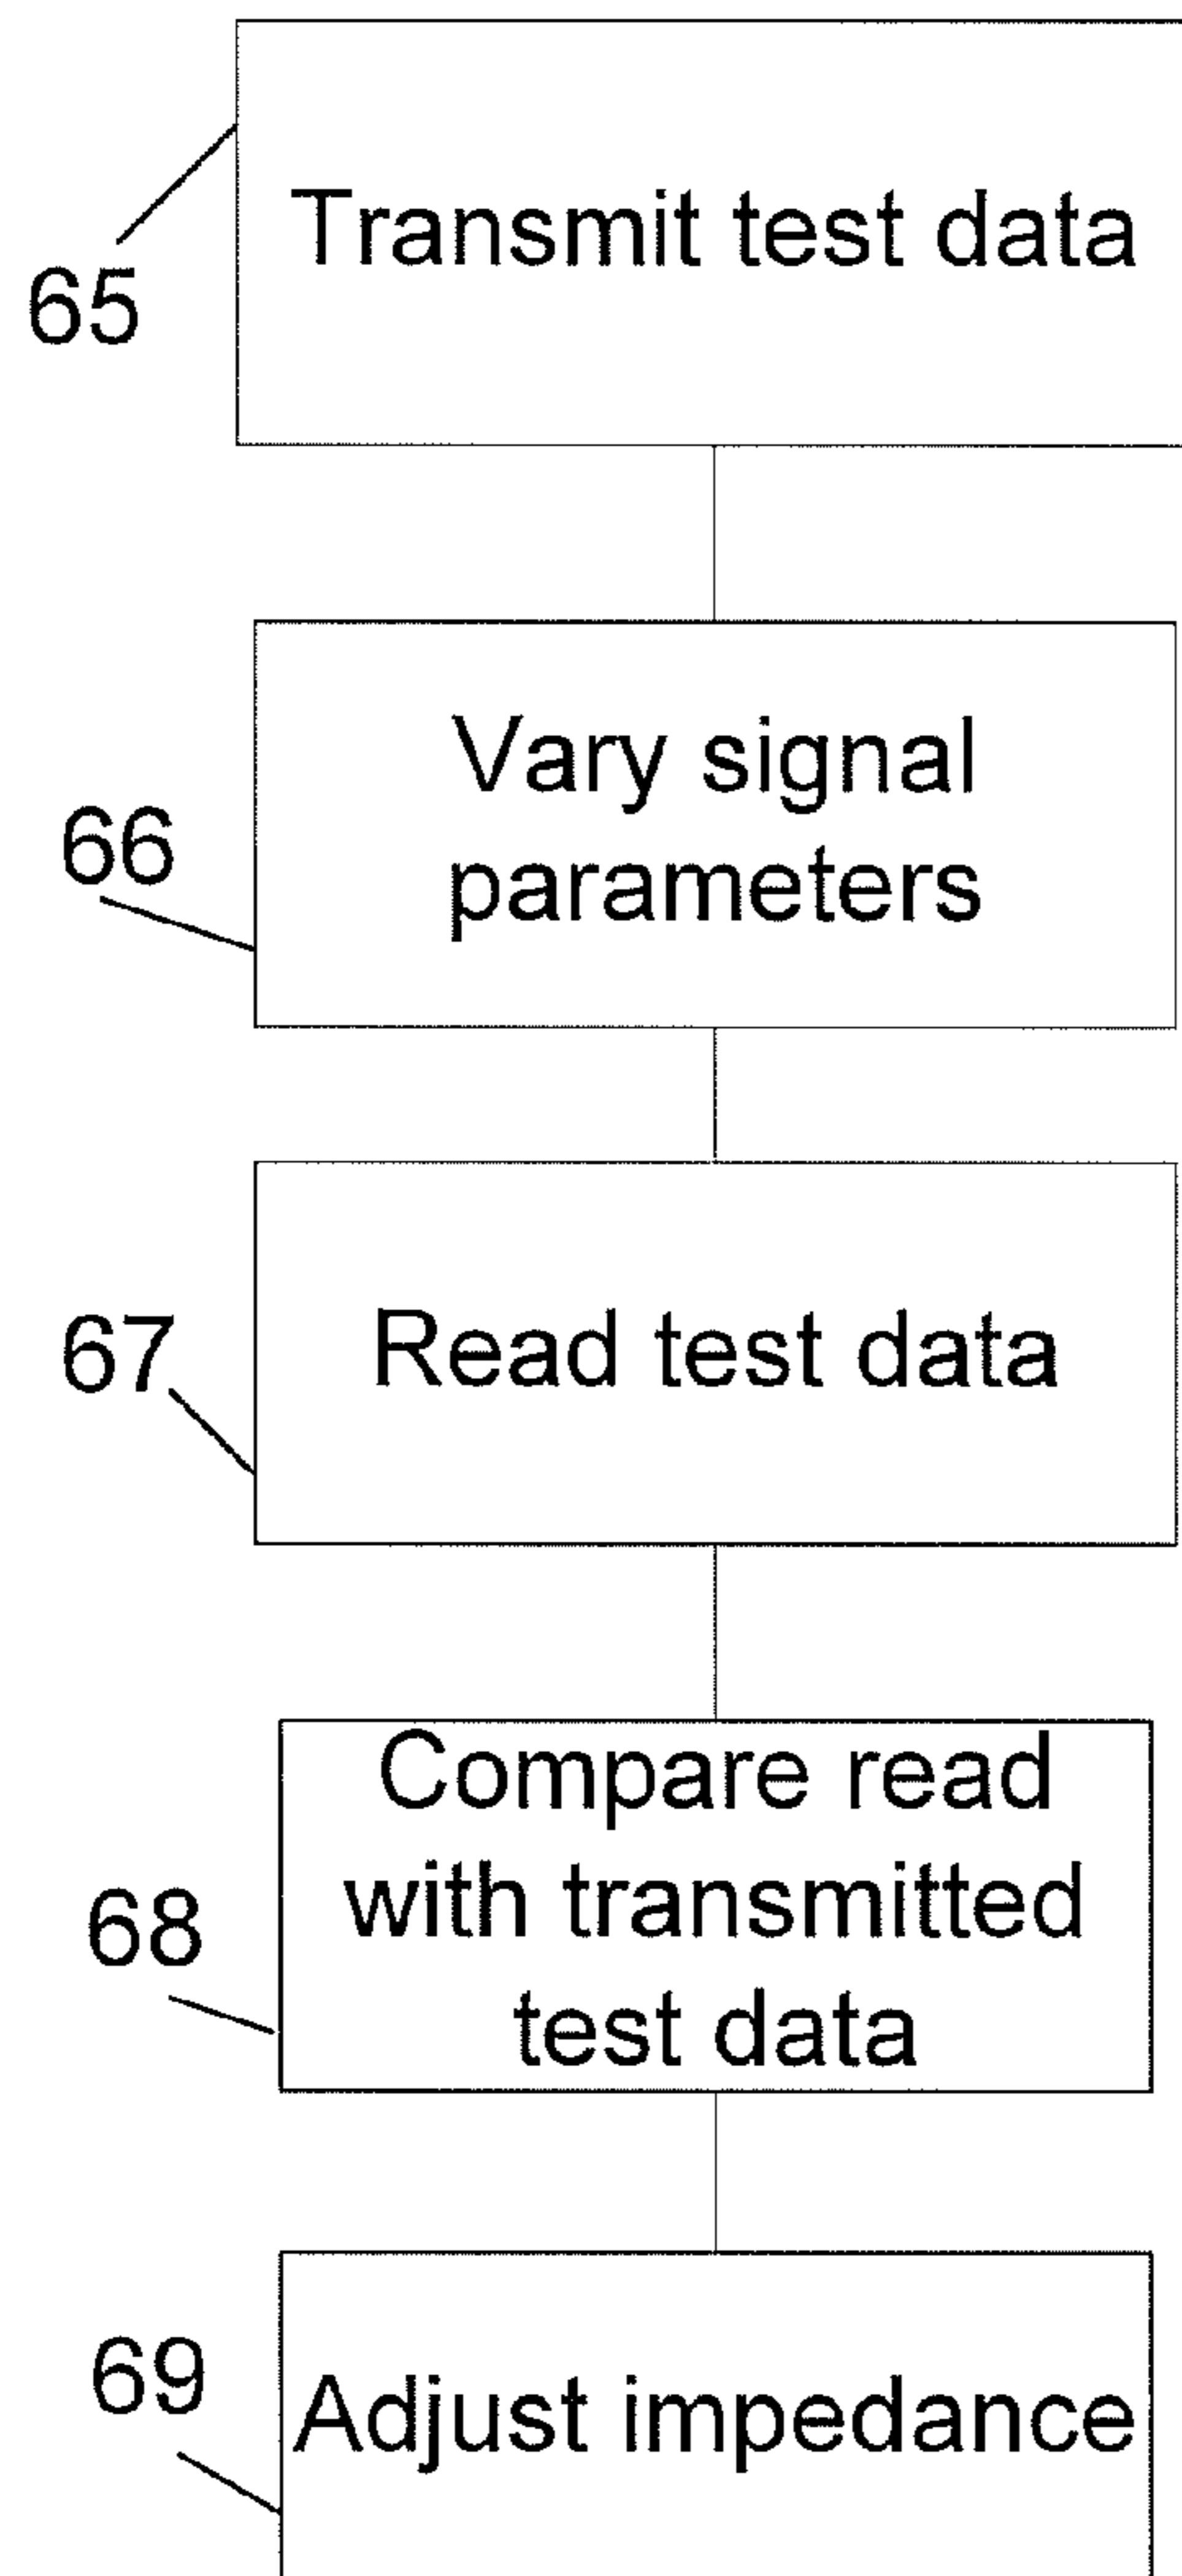 Transmit test data
65
Vary signal
parameters
66
Read test data
67
Compare read
with transmitted
test data
68
Adjust impedance
69